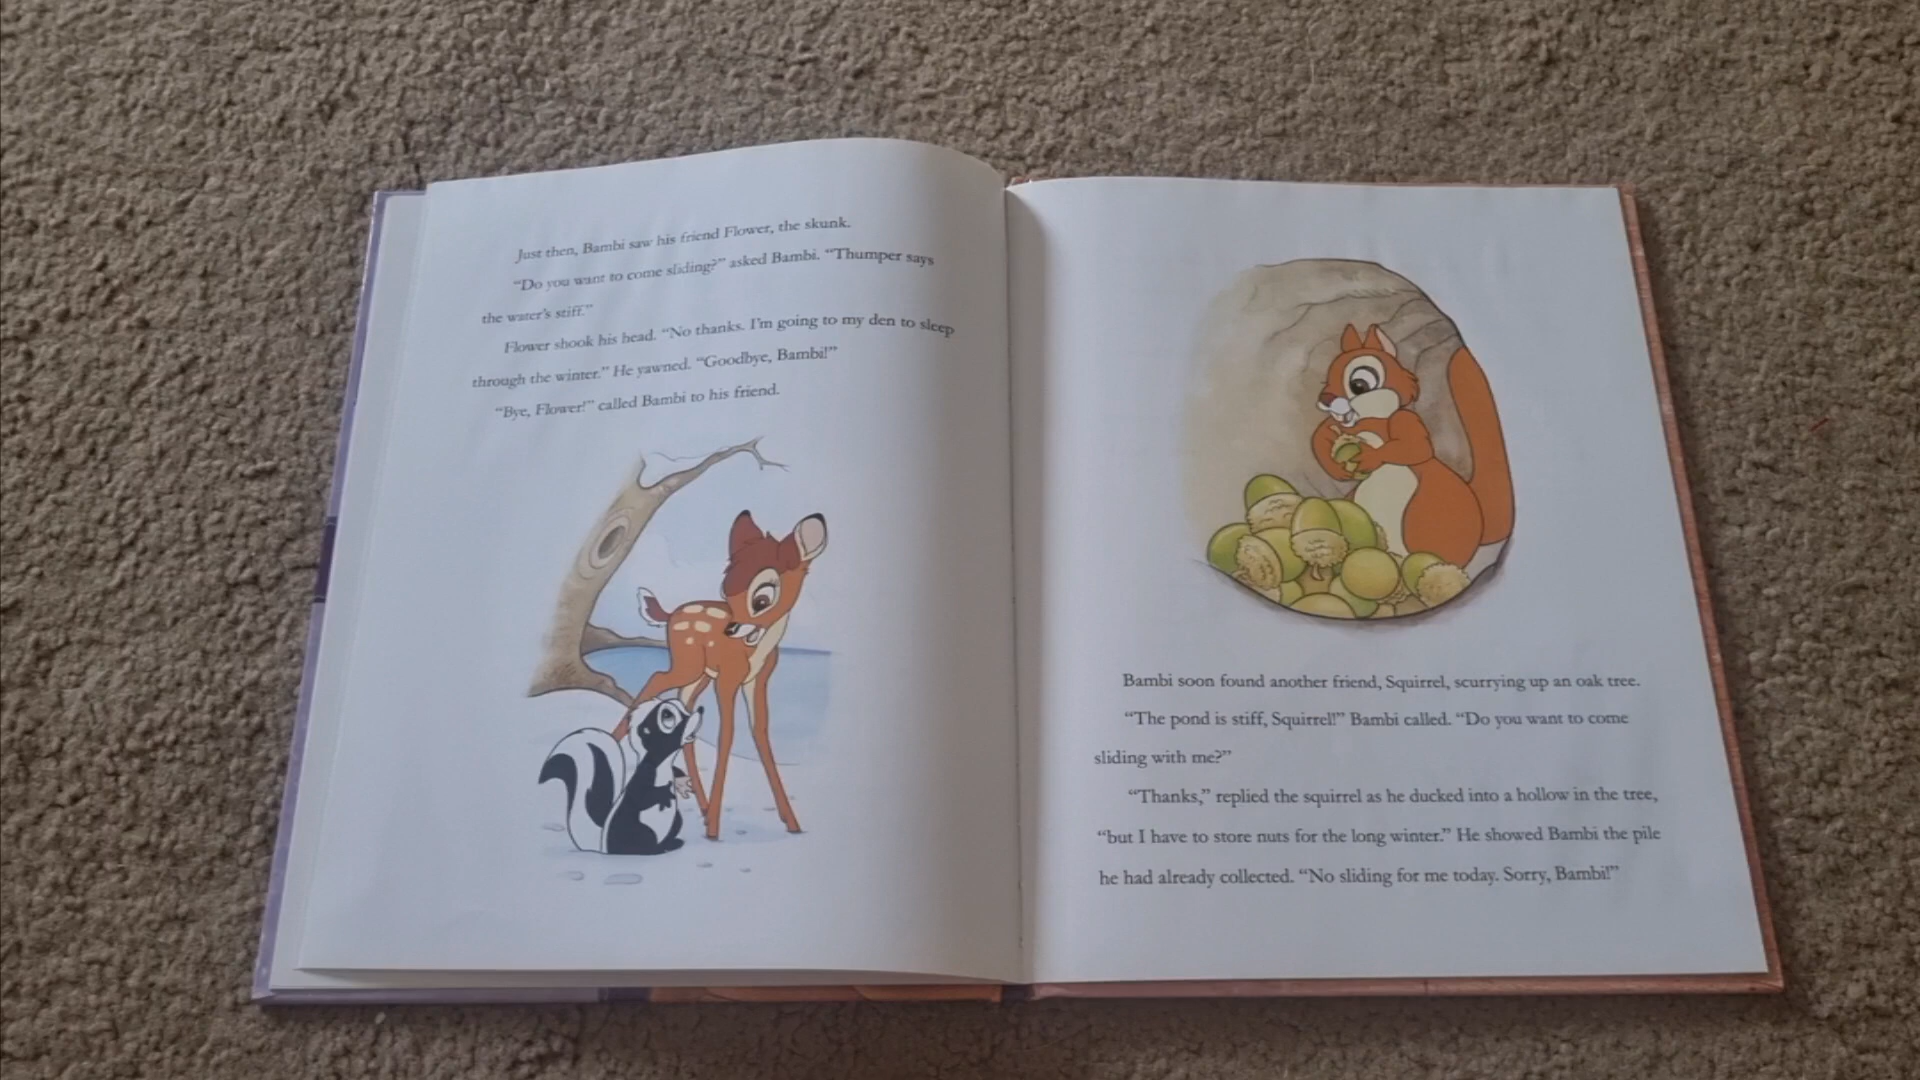 Just then, Bambi saw his friend Flower, the skunk.
“Do you want to come sliding?” asked Bambi. “Thumper says
the water’s stiff.”
Flower shook his head. “No thanks. I’m going to my den to sleep
through the winter.” He yawned. “Goodbye, Bambi!”
“Bye, Flower!” called Bambi to his friend.
Bambi soon found another friend, Squirrel, scurrying up an oak tree.
“The pond is stiff, Squirrel!” Bambi called. “Do you want to come
sliding with me?”
“Thanks,” replied the squirrel as he ducked into a hollow in the tree,
“but I have to store nuts for the long winter.” He showed Bambi the pile
he had already collected. “No sliding for me today. Sorry, Bambi!”